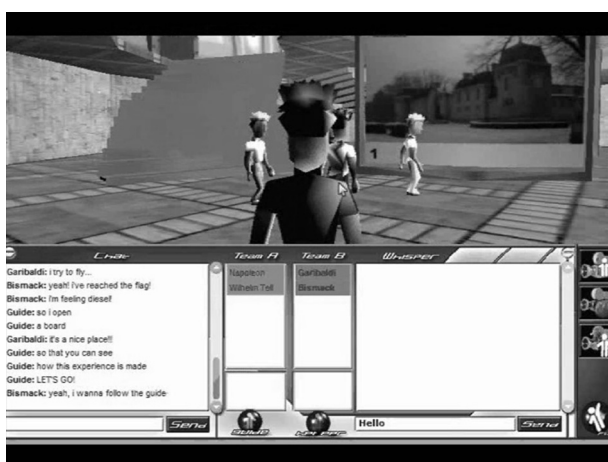 1
Chat
Team A
Team B
Whisper
Garibaldi: i try to fly...
Bismack: yeah! i've reached the flag!
Bismack: i'm feeling diesel!
Guide: so i open
Guide: a board
Garibaldi: it's a nice place!!
Guide: so that you can see
Guide: how this experience is made
Guide: LET'S GO!
Bismack: yeah, i wanna follow the guide
Napoleon
Wilhelm Tell
Garibaldi
Bismack
Send
Guide
Hello
Send